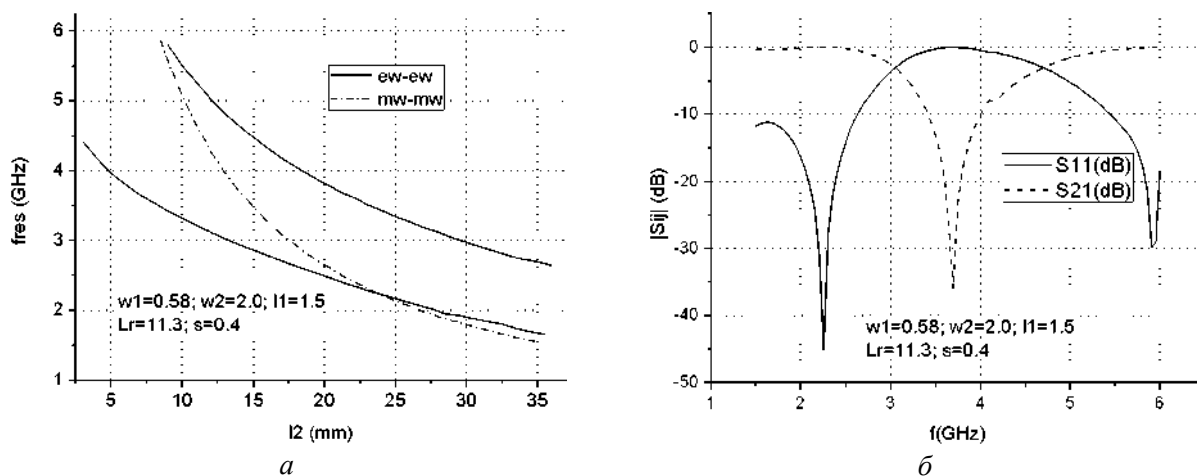 6
5
4
3
2
1
fres (GHz)
ew-ew
mw-mw
w1=0.58; w2=2.0; l1=1.5
Lr=11.3; s=0.4
5 10 15 20 25 30 35
l2 (mm)
а
0
-10
-20
-30
-40
-50
|Sij| (dB)
S11(dB)
S21(dB)
w1=0.58; w2=2.0; l1=1.5
Lr=11.3; s=0.4
1 2 3 4 5 6
f(GHz)
б